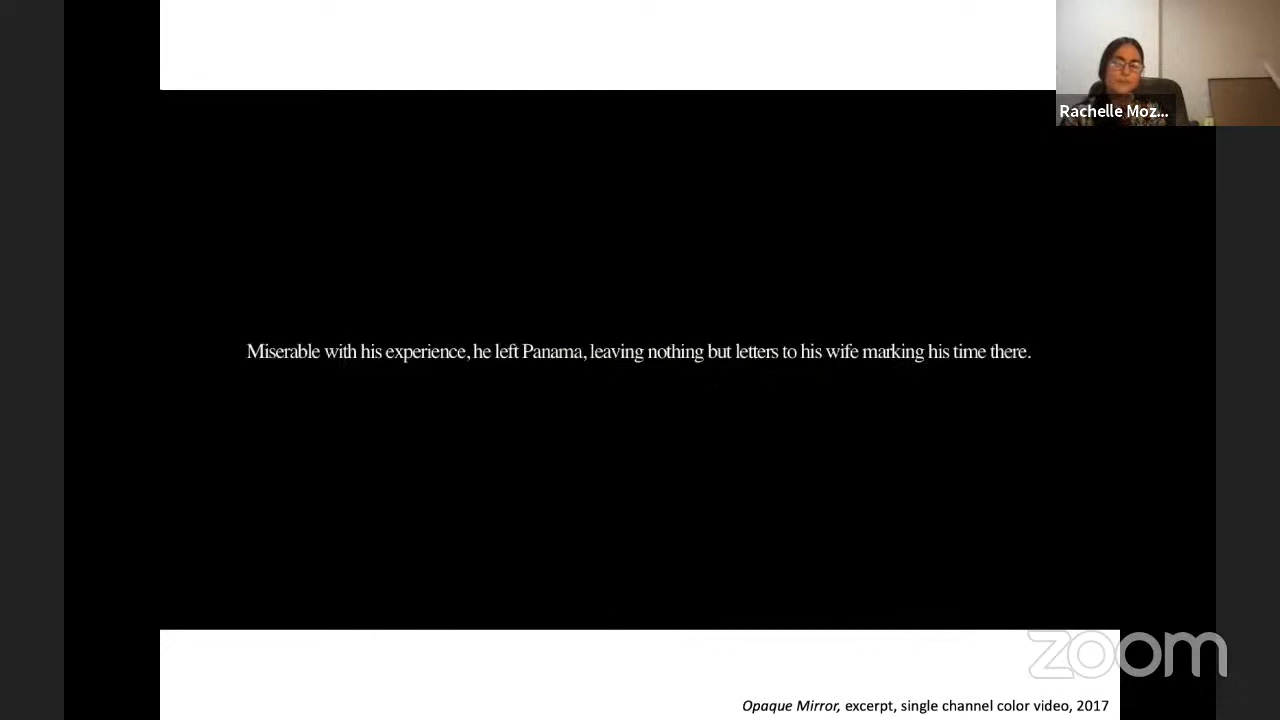 Rachelle Moz...
Miserable with his experience, he left Panama, leaving nothing but letters to his wife marking his time there.
zoom
Opaque Mirror, excerpt, single channel color video, 2017